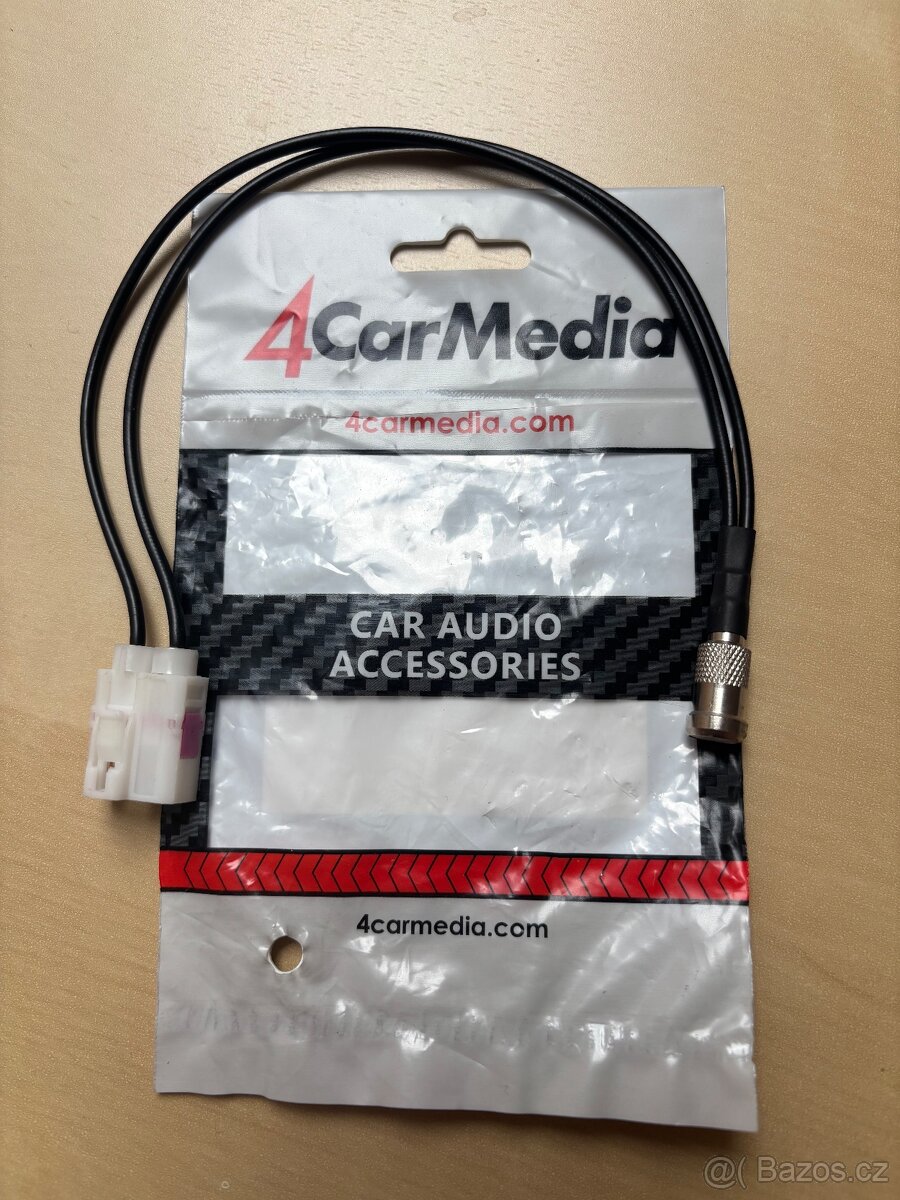 4CarMedia
4carmedia.com
CAR AUDIO
ACCESSORIES
4carmedia.com
@( Bazos.cz